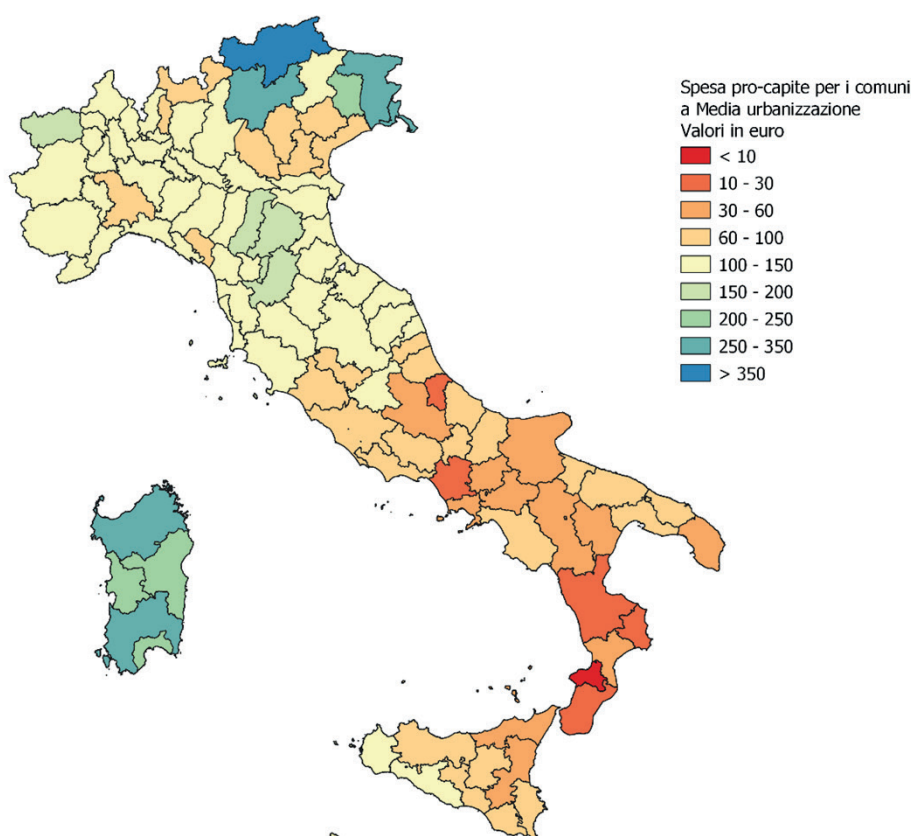 Spesa pro-capite per i comuni
a Media urbanizzazione
Valori in euro
< 10
10 - 30
30 - 60
60 - 100
100 - 150
150 - 200
200 - 250
250 - 350
> 350